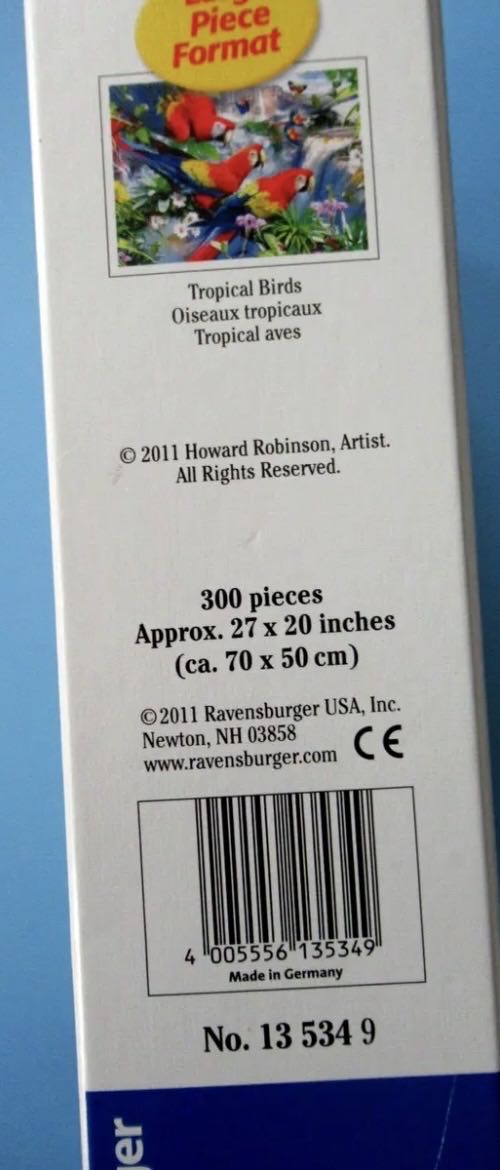 Piece
Format
Tropical Birds
Oiseaux tropicaux
Tropical aves
© 2011 Howard Robinson, Artist.
All Rights Reserved.
300 pieces
Approx. 27 x 20 inches
(ca. 70 x 50 cm)
© 2011 Ravensburger USA, Inc.
Newton, NH 03858
www.ravensburger.com CE
4 005556 135349
Made in Germany
No. 13 534 9
er